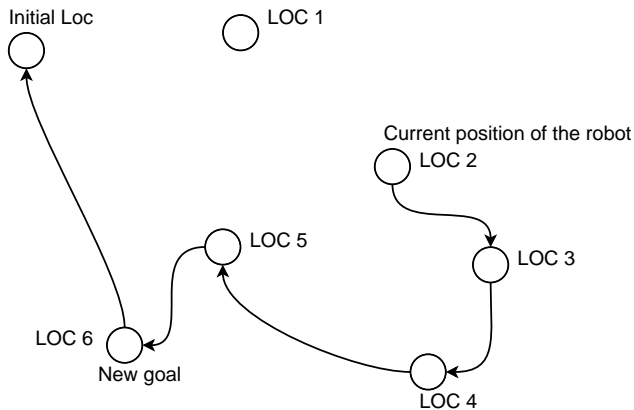 Initial Loc
LOC 1
Current position of the robot
LOC 2
LOC 5
LOC 3
LOC 6
New goal
LOC 4